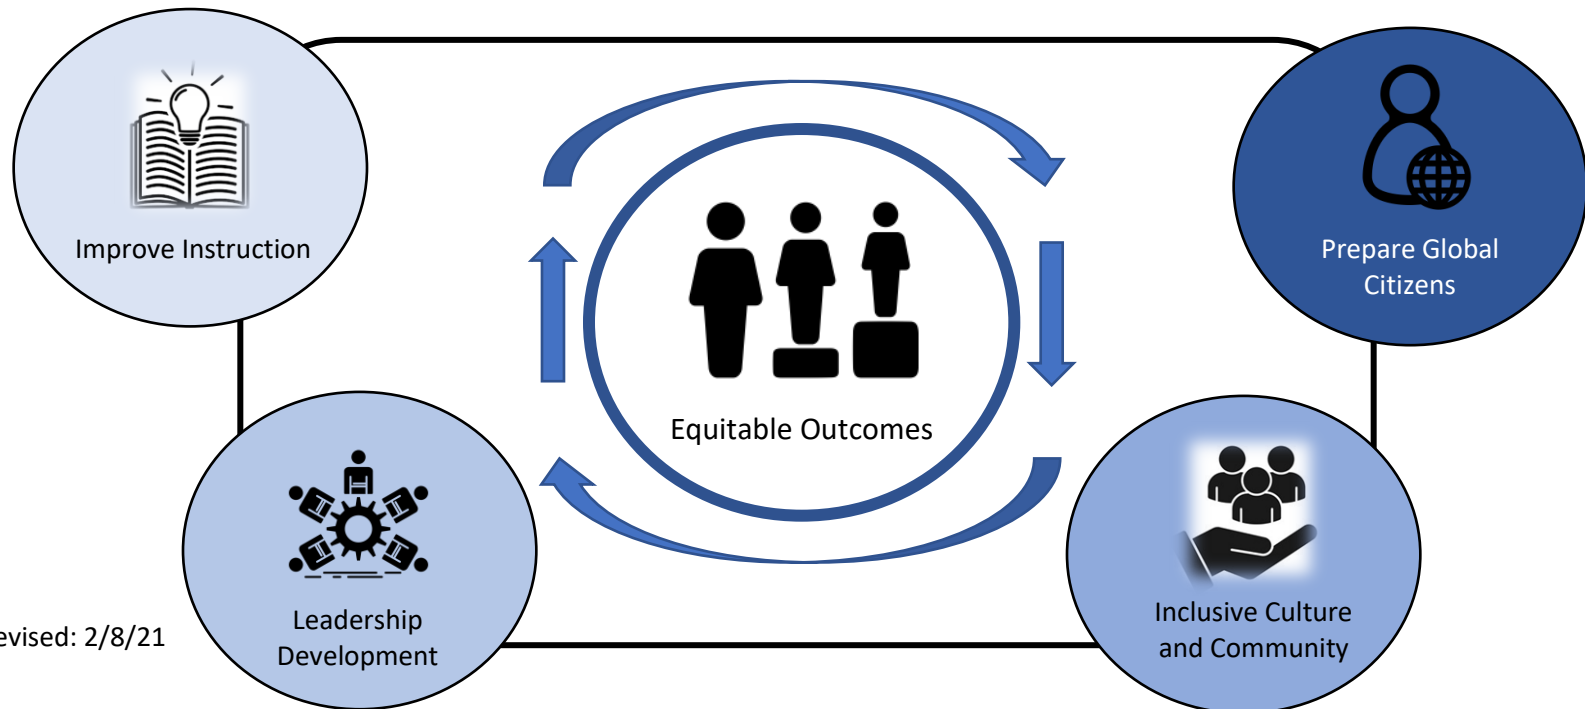 Improve Instruction
Prepare Global
Citizens
Equitable Outcomes
Leadership
Development
Inclusive Culture
and Community
evised: 2/8/21